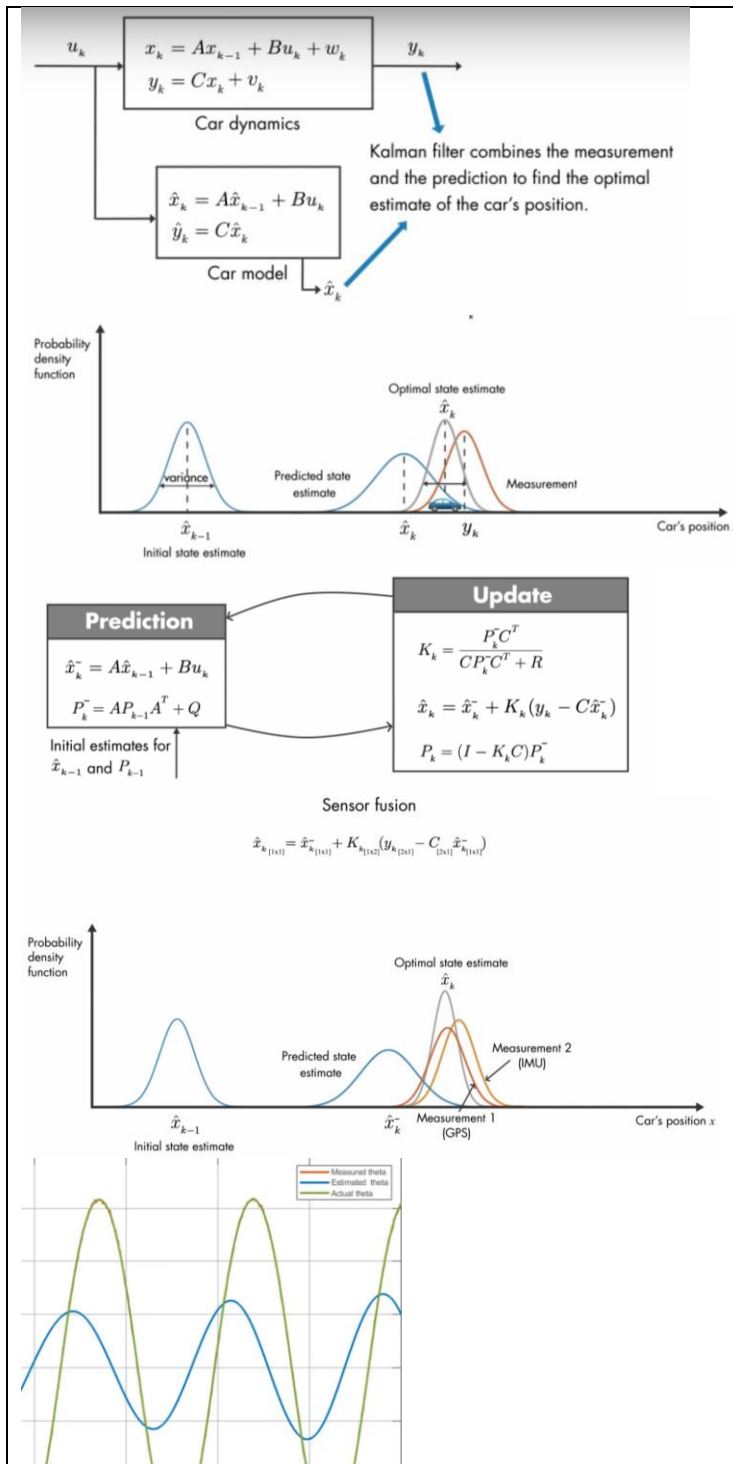 u_k
x_k = Ax_{k-1} + Bu_k + w_k
y_k = Cx_k + v_k
y_k
Car dynamics
Kalman filter combines the measurement
and the prediction to find the optimal
estimate of the car's position.
x̂_k = Ax̂_{k-1} + Bu_k
ŷ_k = Cx̂_k
Car model
x̂_k
Probability
density
function
Optimal state estimate
x̂_k
variance
Predicted state
estimate
Measurement
x̂_{k-1}
x̂_k
y_k
Car's position
Initial state estimate
Prediction
x̂_k^- = Ax̂_{k-1} + Bu_k
P_k^- = AP_{k-1}A^T + Q
Initial estimates for
x̂_{k-1} and P_{k-1}
Update
K_k = P_k^-C^T / (CP_k^-C^T + R)
x̂_k = x̂_k^- + K_k(y_k − Cx̂_k^-)
P_k = (I − K_kC)P_k^-
Sensor fusion
x̂_{k[1x1]} = x̂_{k[1x1]}^- + K_{k[1x2]}(y_{k[2x1]} − C_{[2x1]}x̂_{k[1x1]}^-)
Probability
density
function
Optimal state estimate
x̂_k
Predicted state
estimate
Measurement 2
(IMU)
x̂_{k-1}
x̂_k^-
Measurement 1
(GPS)
Car's position x
Initial state estimate
Measured theta
Estimated theta
Actual theta